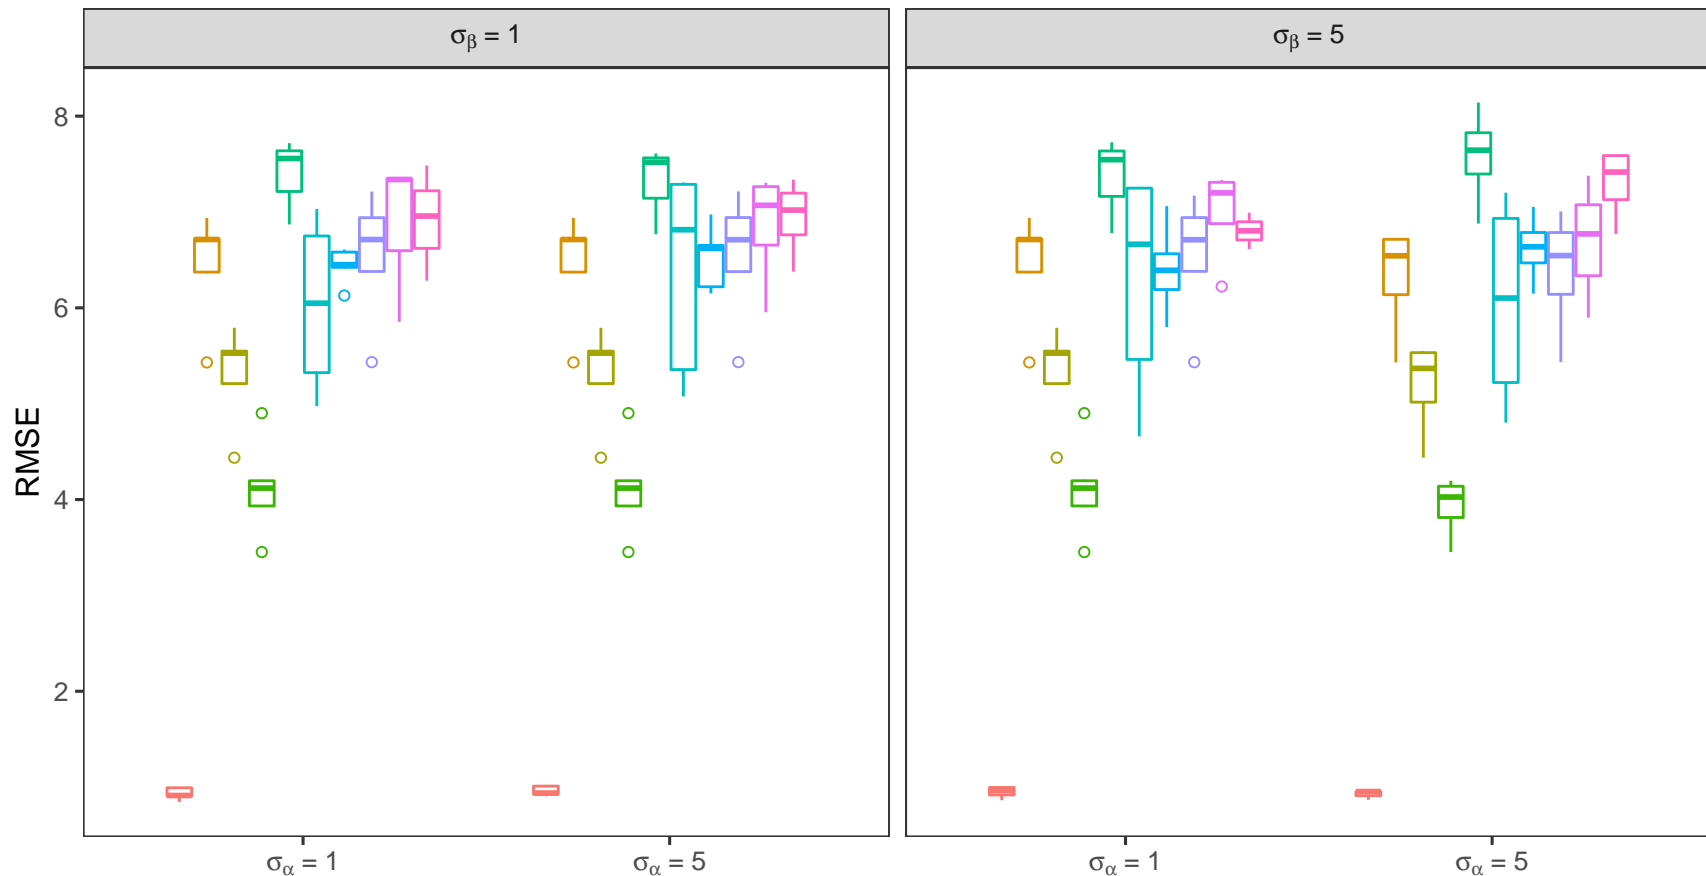 σβ = 1
σβ = 5
RMSE
8
6
4
2
σα = 1
σα = 5
σα = 1
σα = 5